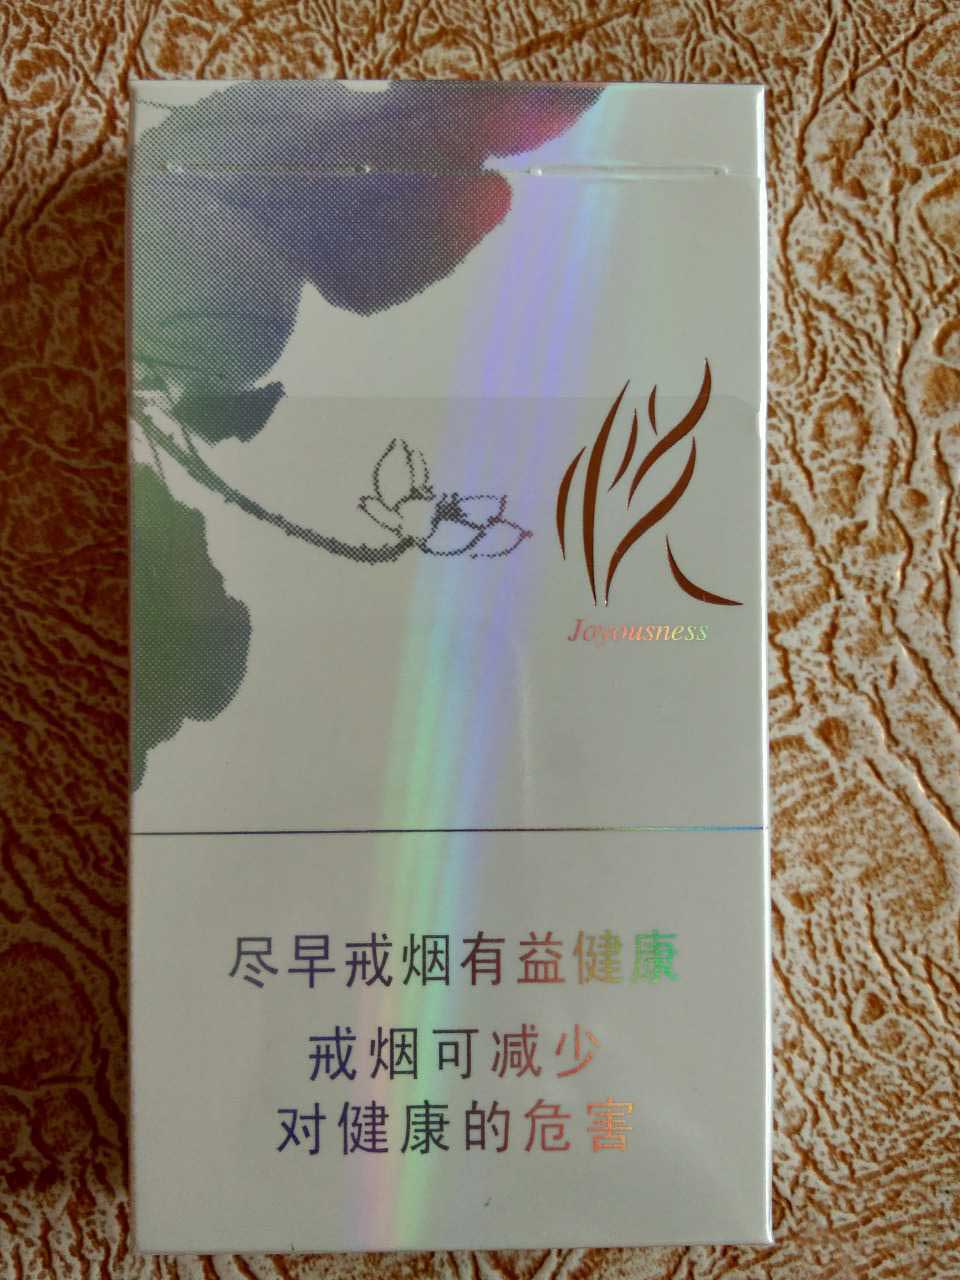 悦
Joyousness
尽早戒烟有益健康
戒烟可减少
对健康的危害